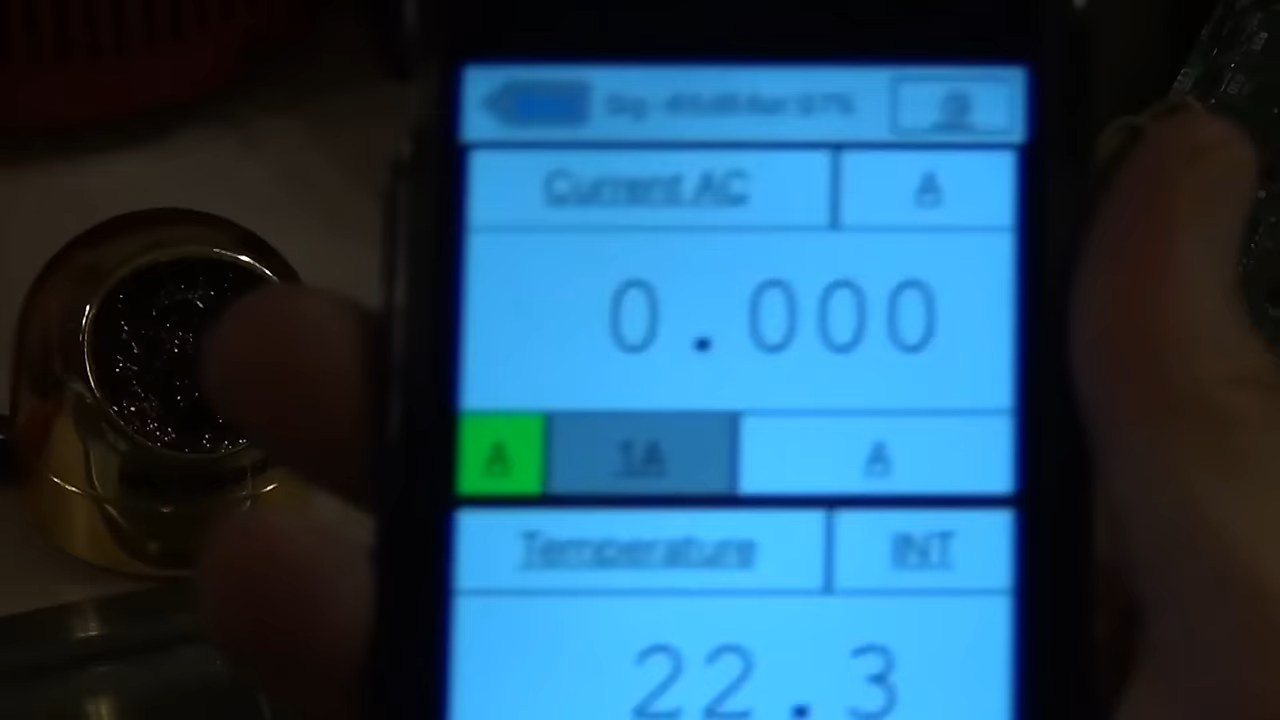 Current AC A
0.000
A 1A A
Temperature INT
22.3